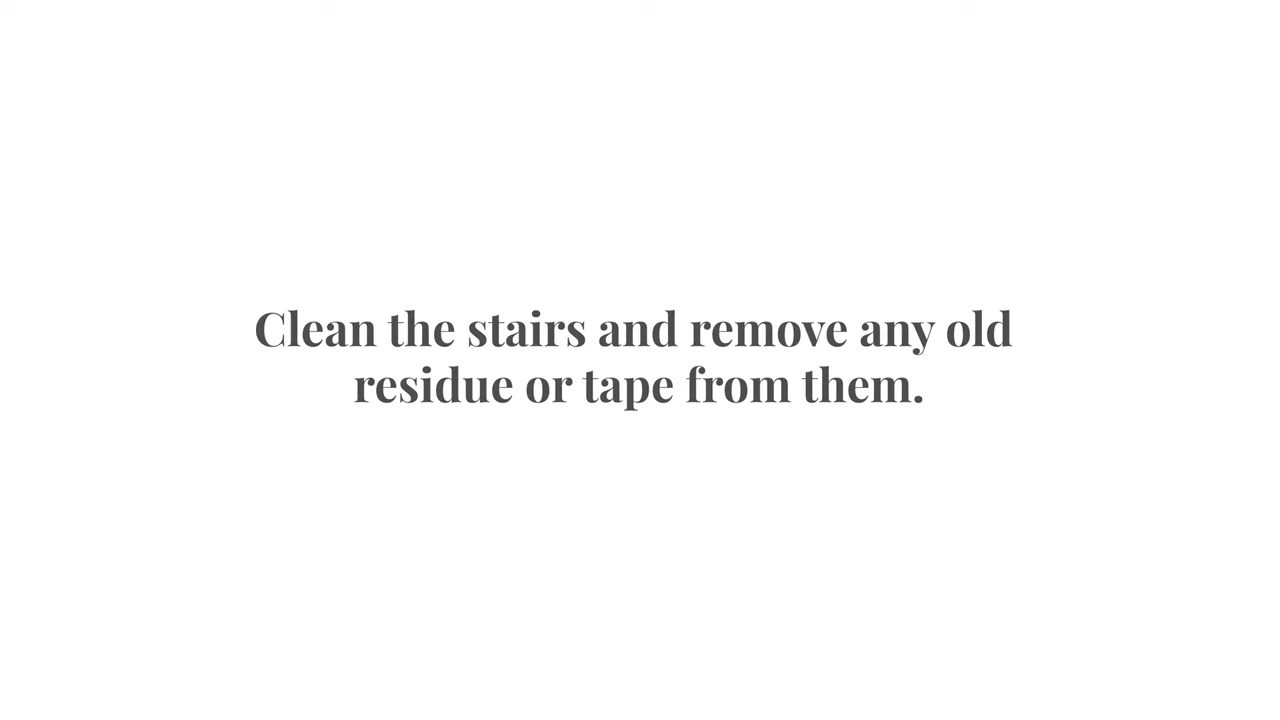 Clean the stairs and remove any old
residue or tape from them.